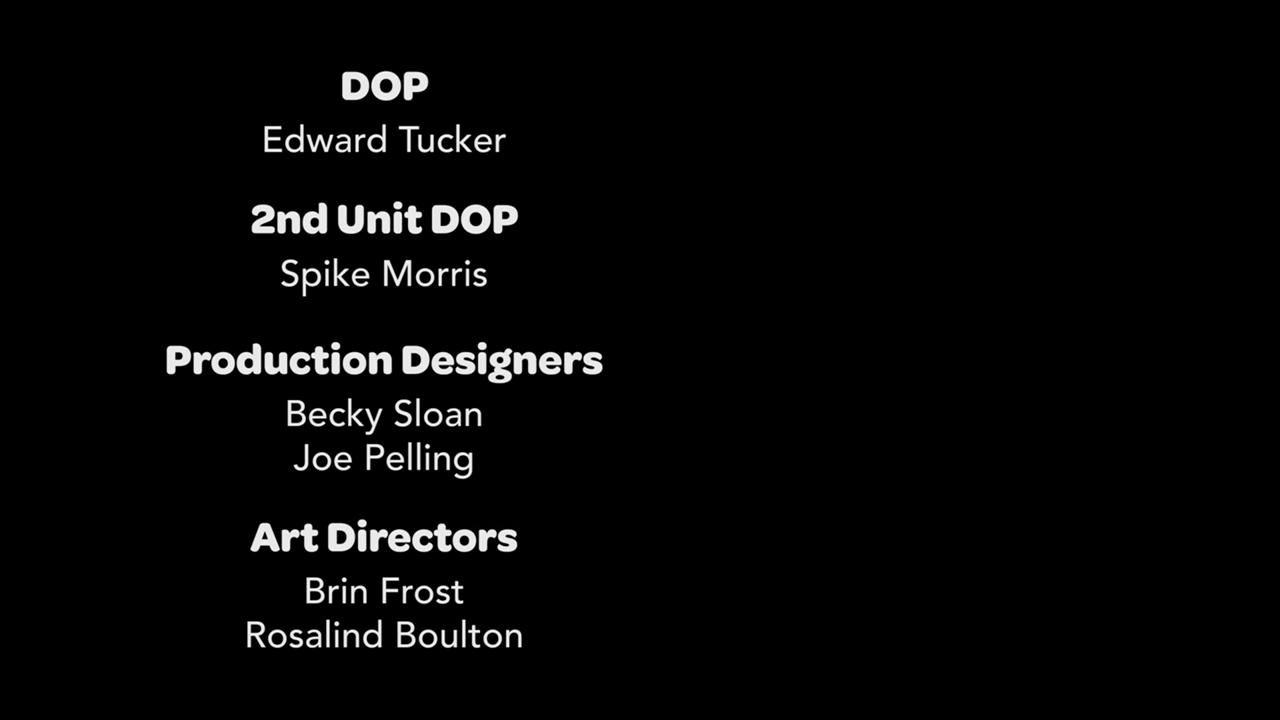 DOP
Edward Tucker
2nd Unit DOP
Spike Morris
Production Designers
Becky Sloan
Joe Pelling
Art Directors
Brin Frost
Rosalind Boulton